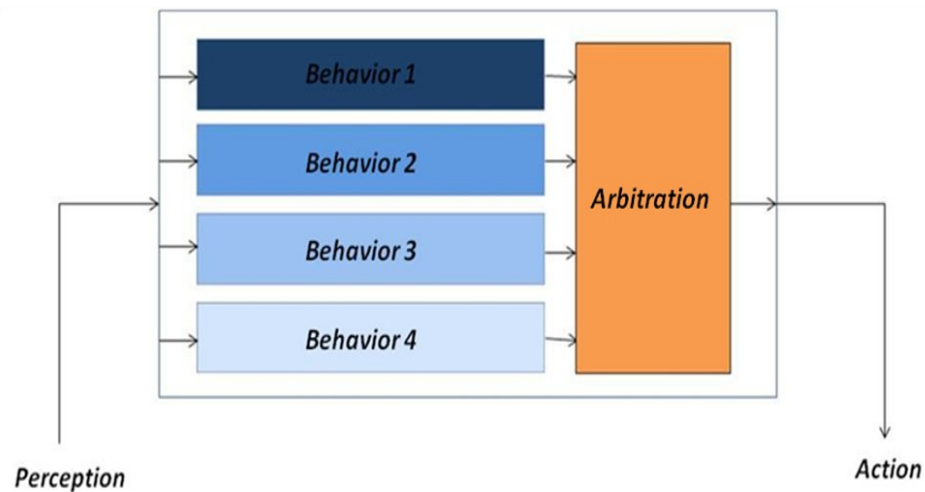 Behavior 1
Behavior 2
Behavior 3
Behavior 4
Arbitration
Perception
Action